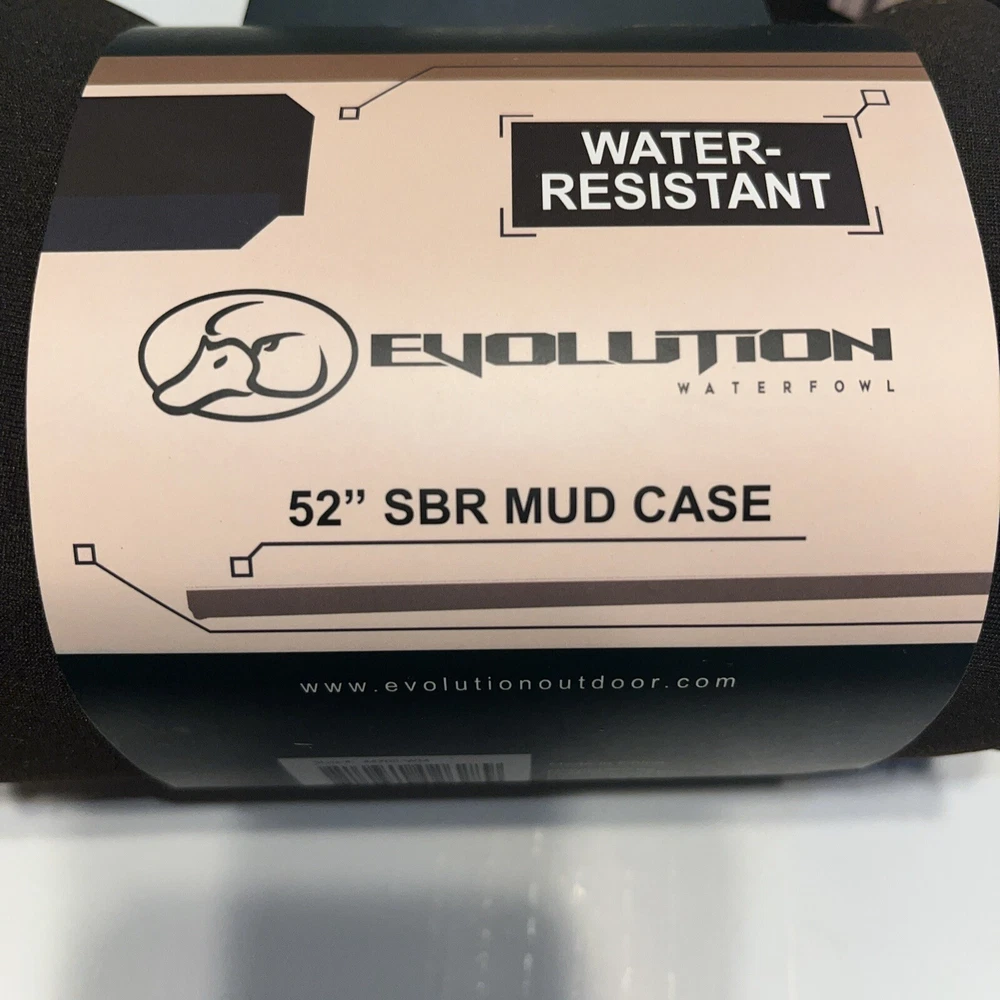 WATER-
RESISTANT
EVOLUTION
WATERFOWL
52” SBR MUD CASE
www.evolutionoutdoor.com